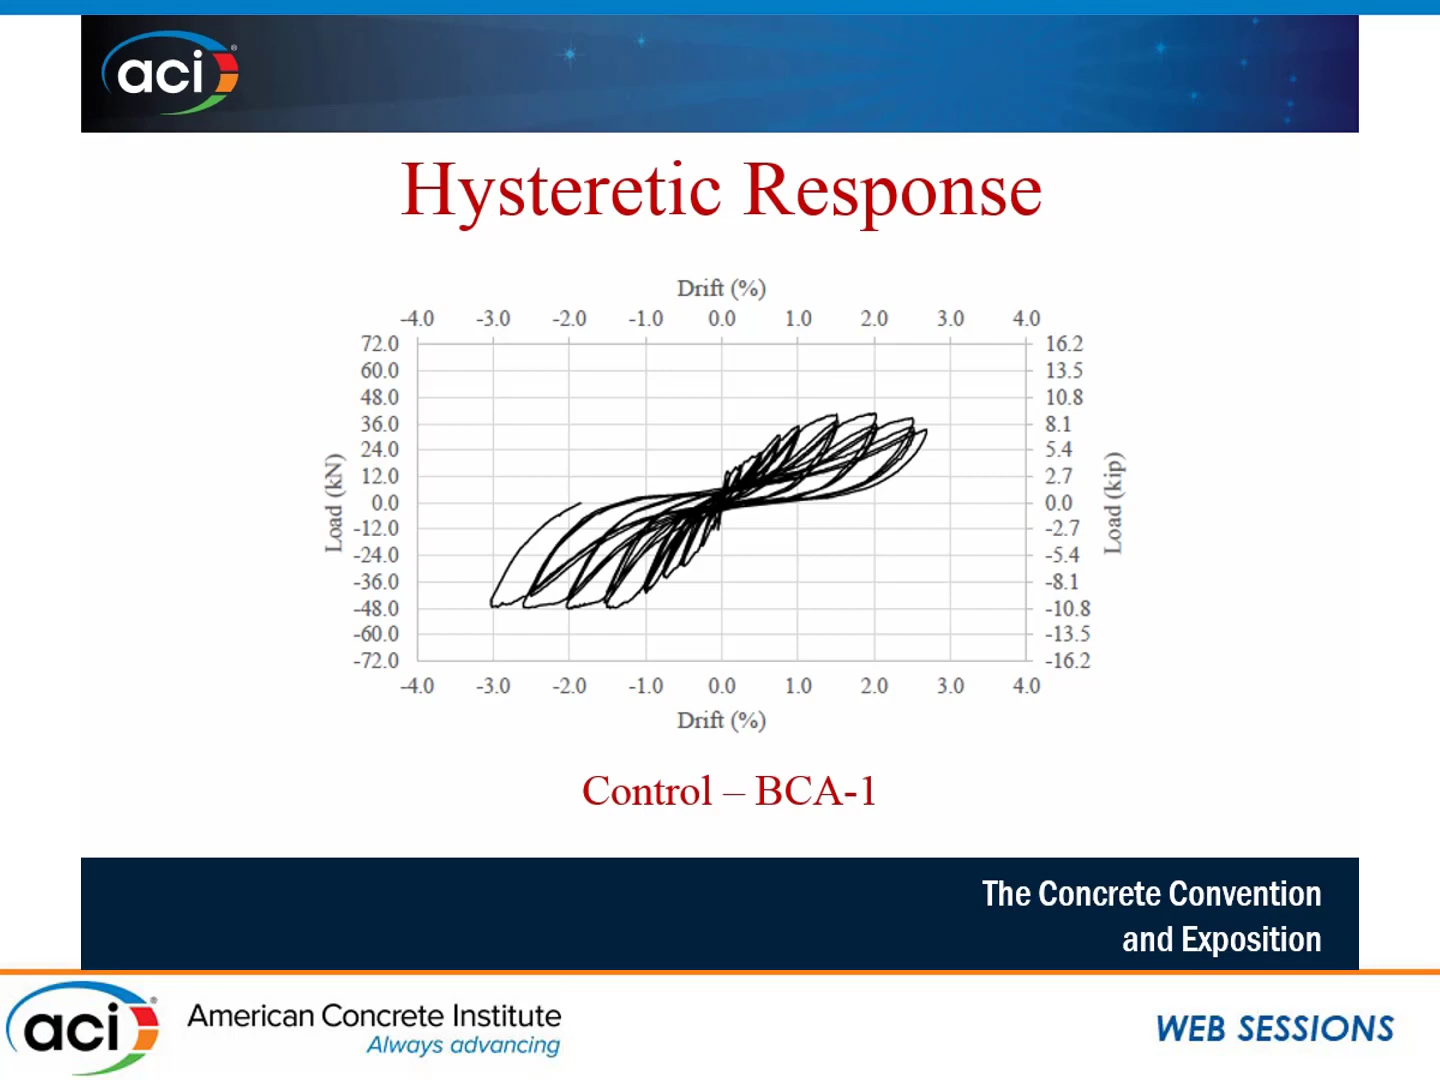 aci®
Hysteretic Response
Drift (%)
-4.0 -3.0 -2.0 -1.0 0.0 1.0 2.0 3.0 4.0
72.0 16.2
60.0 13.5
48.0 10.8
36.0 8.1
24.0 5.4
12.0 2.7
0.0 0.0
-12.0 -2.7
-24.0 -5.4
-36.0 -8.1
-48.0 -10.8
-60.0 -13.5
-72.0 -16.2
Load (kN)
Load (kip)
-4.0 -3.0 -2.0 -1.0 0.0 1.0 2.0 3.0 4.0
Drift (%)
Control – BCA-1
The Concrete Convention
and Exposition
aci®
American Concrete Institute
Always advancing
WEB SESSIONS